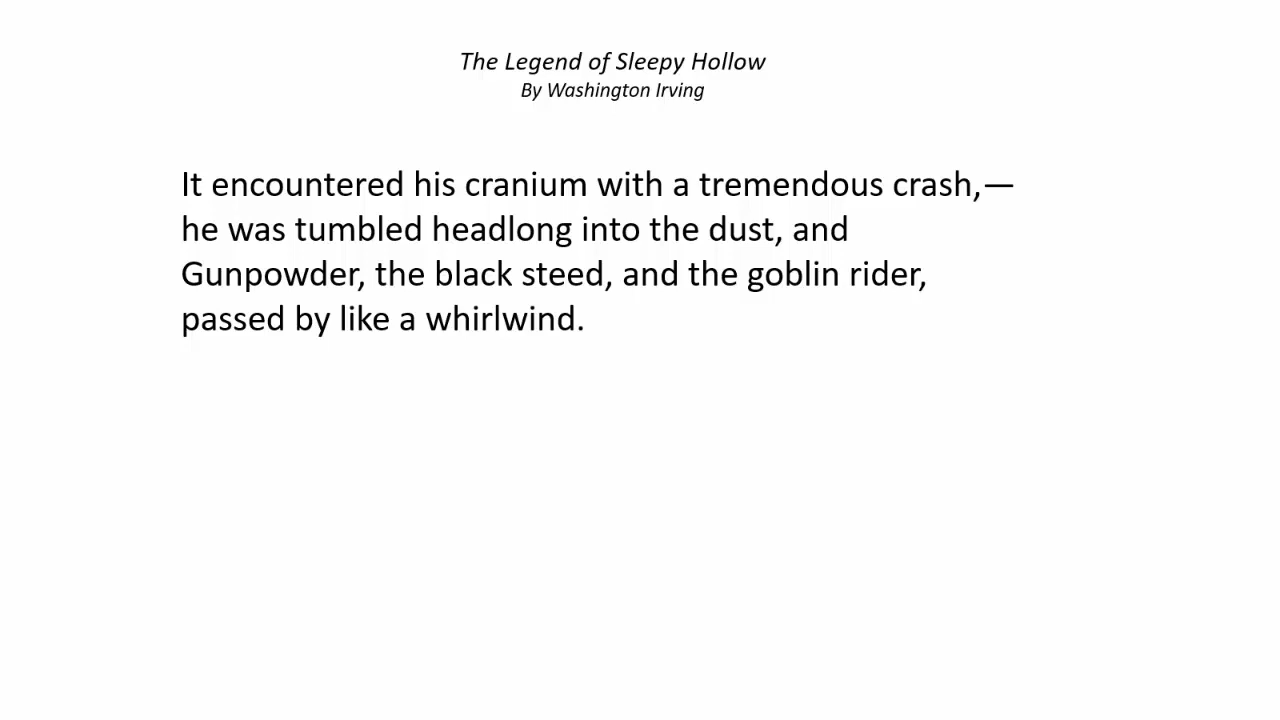 The Legend of Sleepy Hollow
By Washington Irving
It encountered his cranium with a tremendous crash,—
he was tumbled headlong into the dust, and
Gunpowder, the black steed, and the goblin rider,
passed by like a whirlwind.